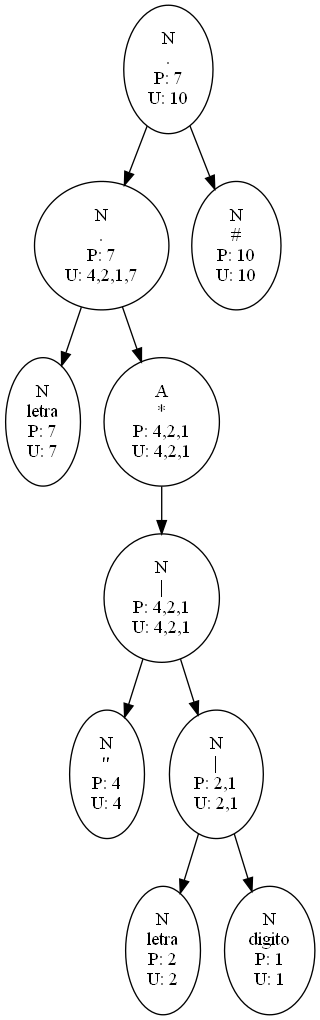 N
.
P: 7
U: 10
N
.
P: 7
U: 4,2,1,7
N
#
P: 10
U: 10
N
letra
P: 7
U: 7
A
*
P: 4,2,1
U: 4,2,1
N
|
P: 4,2,1
U: 4,2,1
N
"
P: 4
U: 4
N
|
P: 2,1
U: 2,1
N
letra
P: 2
U: 2
N
digito
P: 1
U: 1